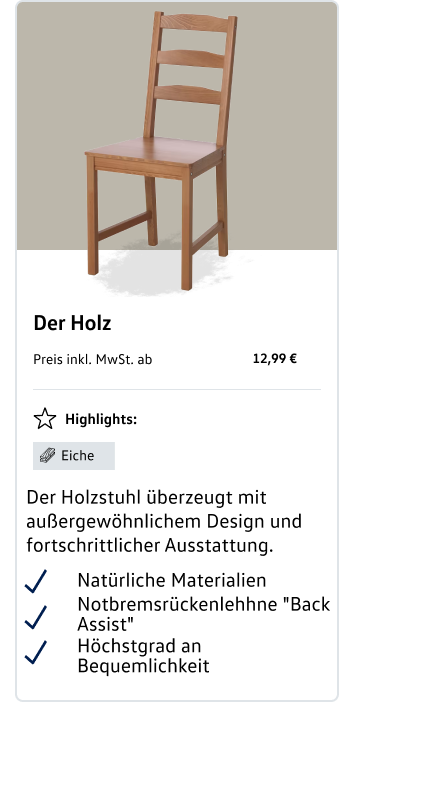 Der Holz
Preis inkl. MwSt. ab 12,99 €
Highlights:
Eiche
Der Holzstuhl überzeugt mit
außergewöhnlichem Design und
fortschrittlicher Ausstattung.
Natürliche Materialien
Notbremsrückenlehhne "Back
Assist"
Höchstgrad an
Bequemlichkeit